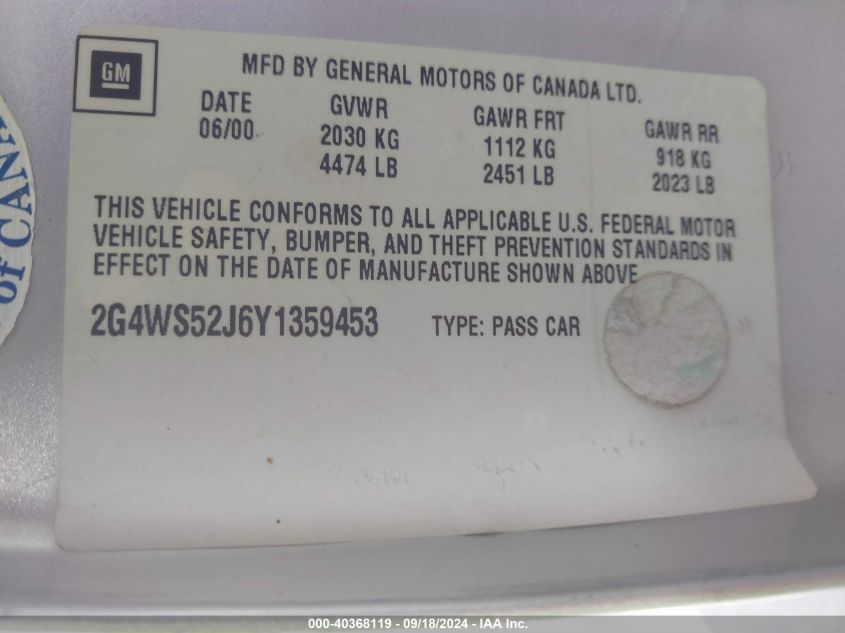 GM
MFD BY GENERAL MOTORS OF CANADA LTD.
DATE GVWR GAWR FRT GAWR RR
06/00 2030 KG 1112 KG 918 KG
4474 LB 2451 LB 2023 LB
THIS VEHICLE CONFORMS TO ALL APPLICABLE U.S. FEDERAL MOTOR
VEHICLE SAFETY, BUMPER, AND THEFT PREVENTION STANDARDS IN
EFFECT ON THE DATE OF MANUFACTURE SHOWN ABOVE
2G4WS52J6Y1359453 TYPE: PASS CAR
of
000-40368119 - 09/18/2024 - IAA Inc.